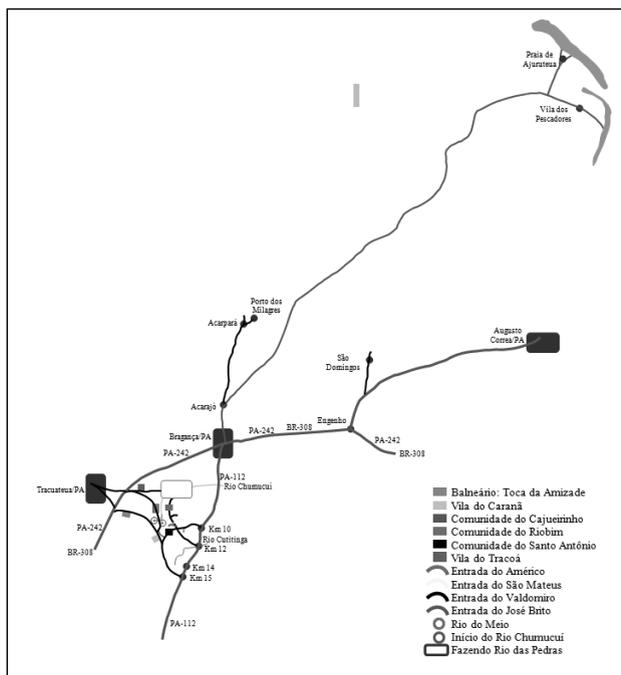 Praia de
Ajuruteua
Vila dos
Pescadores
Porto dos
Milagres
Acarpará
Augusto
Correa/PA
São
Domingos
Acarajó
Engenho
Bragança/PA
PA-242
BR-308
PA-242
PA-242
BR-308
PA-112
Rio Chumucuí
Tracuateua/PA
PA-242
BR-308
Km 10
Rio Cutitinga
Km 12
Km 14
Km 15
PA-112
Balneário: Toca da Amizade
Vila do Caranã
Comunidade do Cajueirinho
Comunidade do Riobim
Comunidade do Santo Antônio
Vila do Tracoá
Entrada do Américo
Entrada do São Mateus
Entrada do Valdomiro
Entrada do José Brito
Rio do Meio
Início do Rio Chumucuí
Fazendo Rio das Pedras